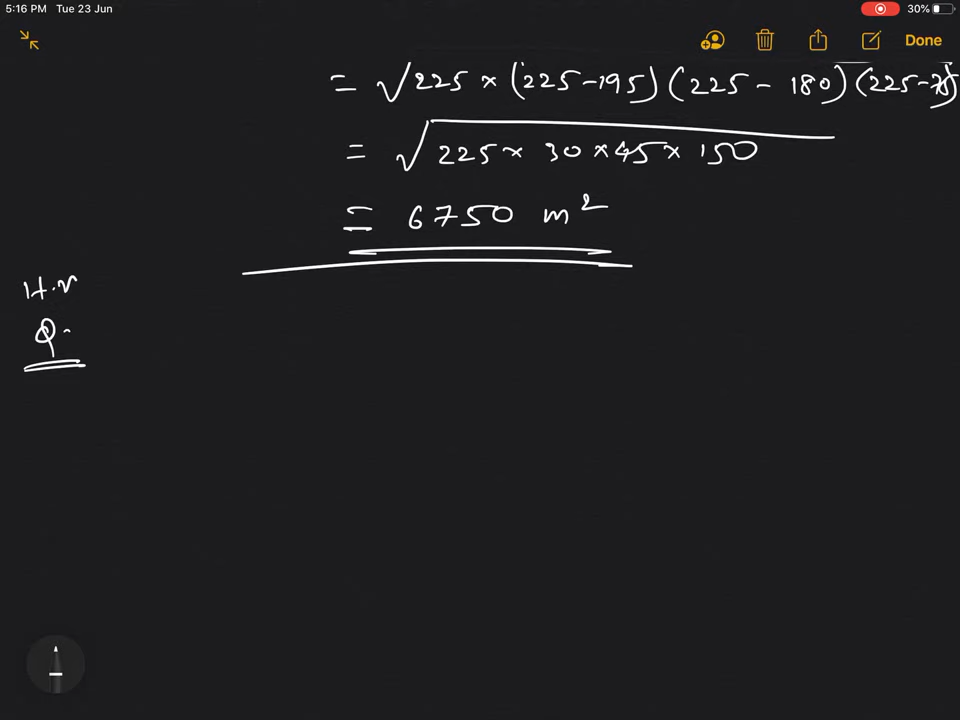 5:16 PM Tue 23 Jun 30%
Done
= √225 × (225-195) (225 - 180) (225-75)
= √225 × 30 × 45 × 150
= 6750 m²
H.W
Q.